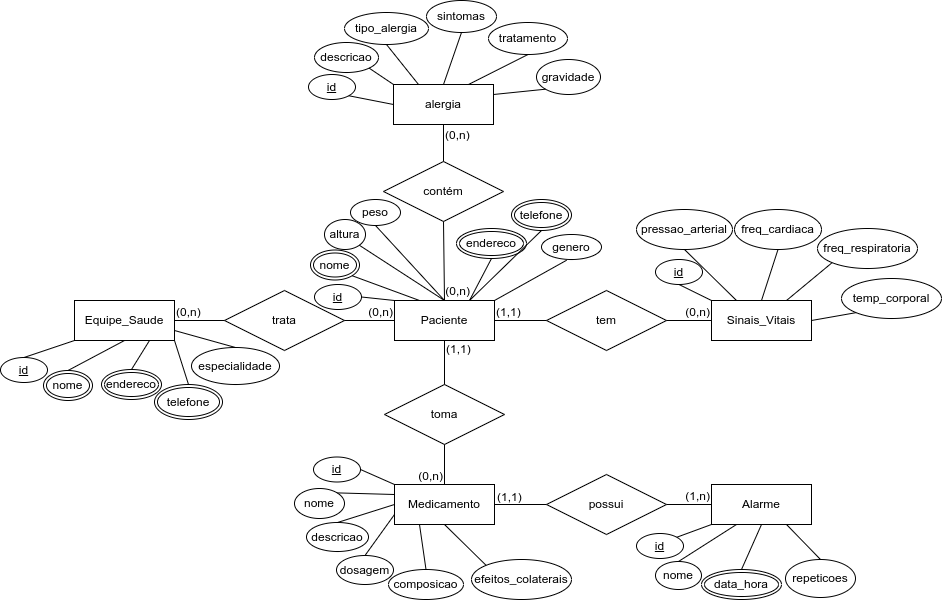 sintomas
tipo_alergia
tratamento
descricao
gravidade
id
alergia
(0,n)
contém
peso
telefone
altura
endereco
genero
nome
id
(0,n)
pressao_arterial
freq_cardiaca
freq_respiratoria
id
temp_corporal
Equipe_Saude
(0,n)
trata
(0,n)
Paciente
(1,1)
tem
(0,n)
Sinais_Vitais
(1,1)
id
nome
endereco
telefone
especialidade
toma
(0,n)
id
nome
descricao
dosagem
composicao
efeitos_colaterais
Medicamento
(1,1)
possui
(1,n)
Alarme
id
nome
data_hora
repeticoes